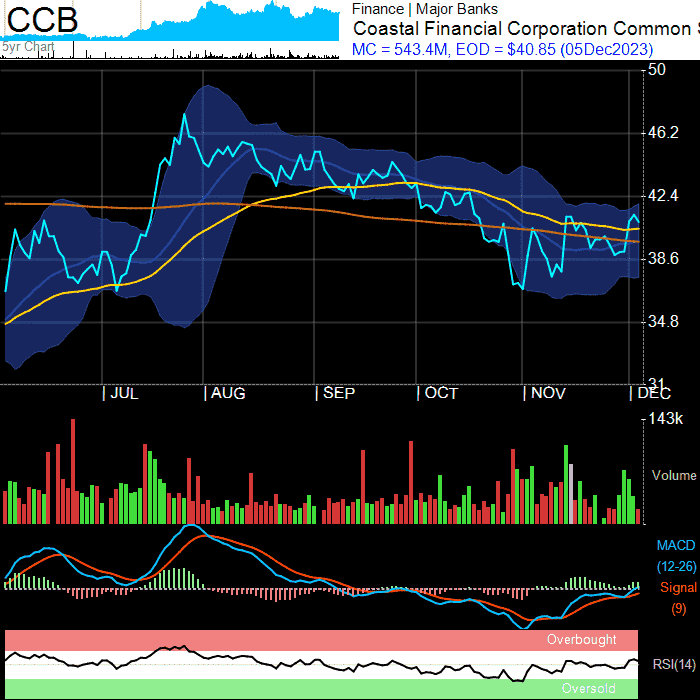 CCB
5yr Chart
Finance | Major Banks
Coastal Financial Corporation Common S
MC = 543.4M, EOD = $40.85 (05Dec2023)
50
46.2
42.4
38.6
34.8
31
| JUL | AUG | SEP | OCT | NOV | DEC
143k
Volume
MACD
(12-26)
Signal
(9)
Overbought
RSI(14)
Oversold